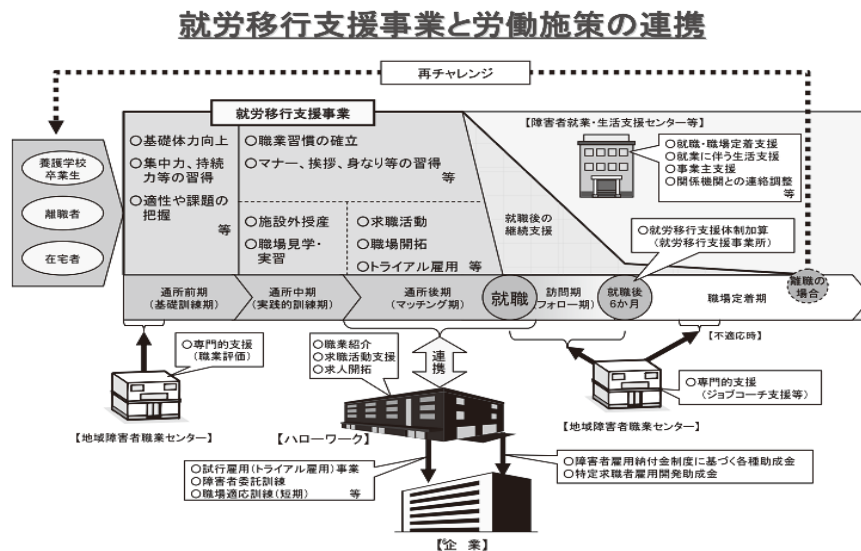 就労移行支援事業と労働施策の連携
再チャレンジ
就労移行支援事業
養護学校
卒業生
離職者
在宅者
○基礎体力向上
○集中力、持続
力等の習得
○適性や課題の
把握
等
○職業習慣の確立
○マナー、挨拶、身なり等の習得
等
○施設外授産
○職場見学・
実習
○求職活動
○職場開拓
○トライアル雇用 等
就職後の
継続支援
【障害者就業・生活支援センター等】
○就職・職場定着支援
○就業に伴う生活支援
○事業主支援
○関係機関との連絡調整
等
○就労移行支援体制加算
(就労移行支援事業所)
通所前期
(基礎訓練期)
通所中期
(実践的訓練期)
通所後期
(マッチング期)
就職
訪問期
(フォロー期)
就職後
6か月
職場定着期
離職の
場合
【不適応時】
○専門的支援
(職業評価)
【地域障害者職業センター】
○職業紹介
○求職活動支援
○求人開拓
連携
【ハローワーク】
○専門的支援
(ジョブコーチ支援等)
【地域障害者職業センター】
○試行雇用(トライアル雇用)事業
○障害者委託訓練
○職場適応訓練(短期) 等
○障害者雇用納付金制度に基づく各種助成金
○特定求職者雇用開発助成金
【企 業】